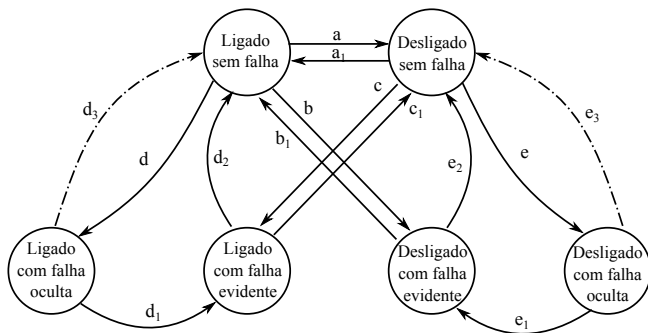 Ligado
sem falha
a
a1
Desligado
sem falha
d3
d
d2
b
b1
c
c1
e2
e
e3
Ligado
com falha
oculta
d1
Ligado
com falha
evidente
Desligado
com falha
evidente
e1
Desligado
com falha
oculta